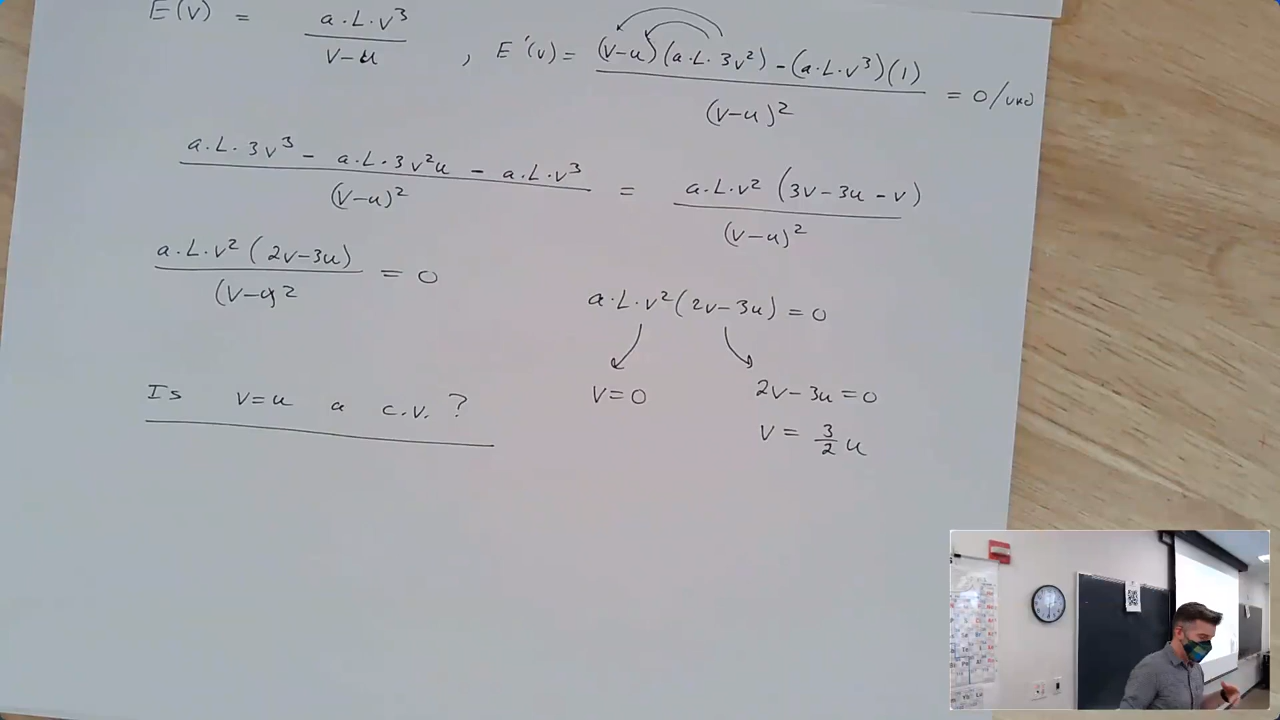 E(v) = a.L.v³ / v-u , E'(v) = (v-u)(a.L.3v²) - (a.L.v³)(1) / (v-u)² = 0/und
a.L.3v³ - a.L.3v²u - a.L.v³ / (v-u)² = a.L.v² (3v-3u-v) / (v-u)²
a.L.v² (2v-3u) / (v-u)² = 0
a.L.v² (2v-3u) = 0
v=0
2v-3u=0
v = 3/2 u
Is v=u a c.v. ?